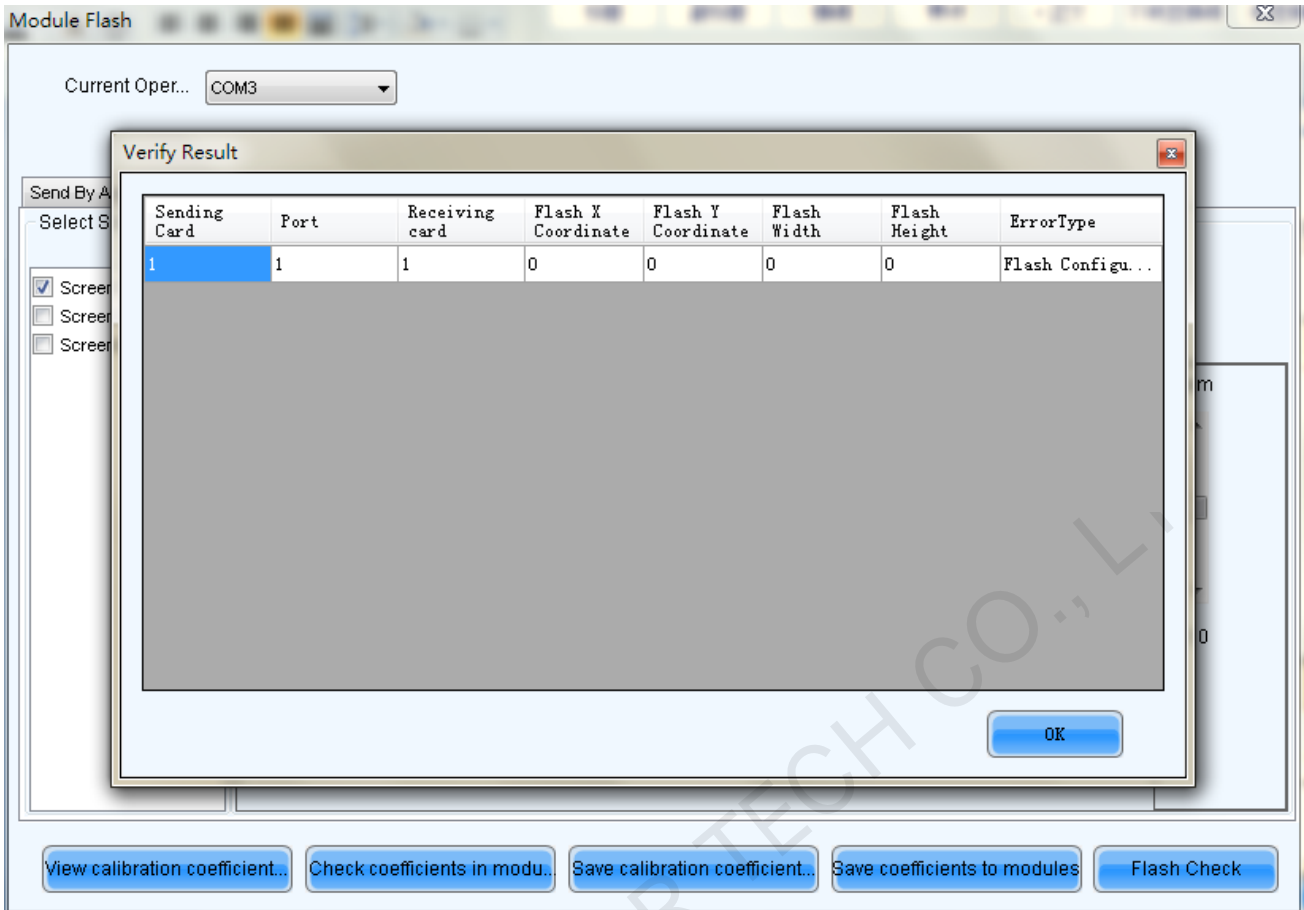 Module Flash
Current Oper... COM3
Verify Result
Send By A
Select S
Sending Card Port Receiving card Flash X Coordinate Flash Y Coordinate Flash Width Flash Height ErrorType
1 1 1 0 0 0 0 Flash Configu...
Screen
Screen
Screen
m
0
OK
View calibration coefficient... Check coefficients in modu... Save calibration coefficient... Save coefficients to modules Flash Check
R TECH CO., L